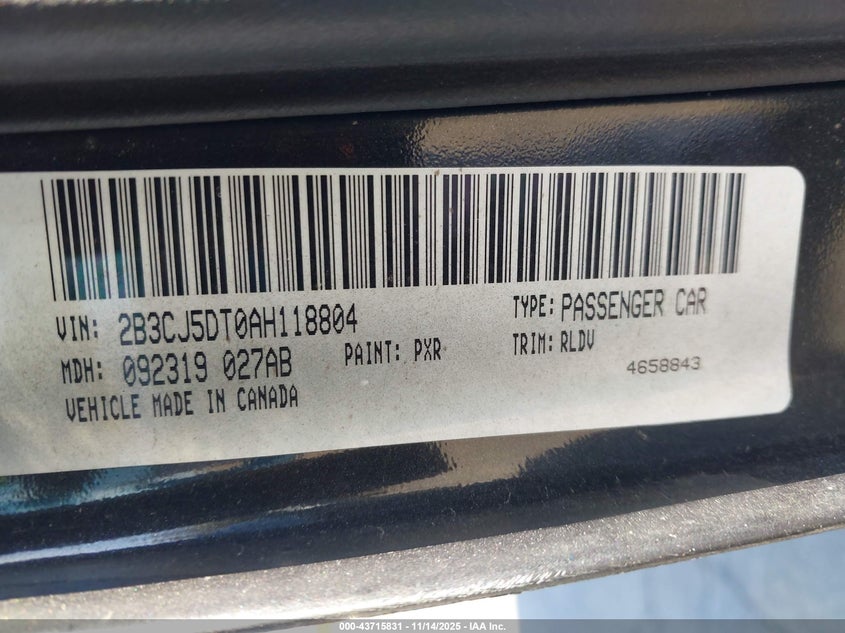 VIN: 2B3CJ5DT0AH118804 TYPE: PASSENGER CAR
MDH: 092319 027AB PAINT: PXR TRIM: RLDV
4658843
VEHICLE MADE IN CANADA
000-43715831 - 11/14/2025 - IAA Inc.